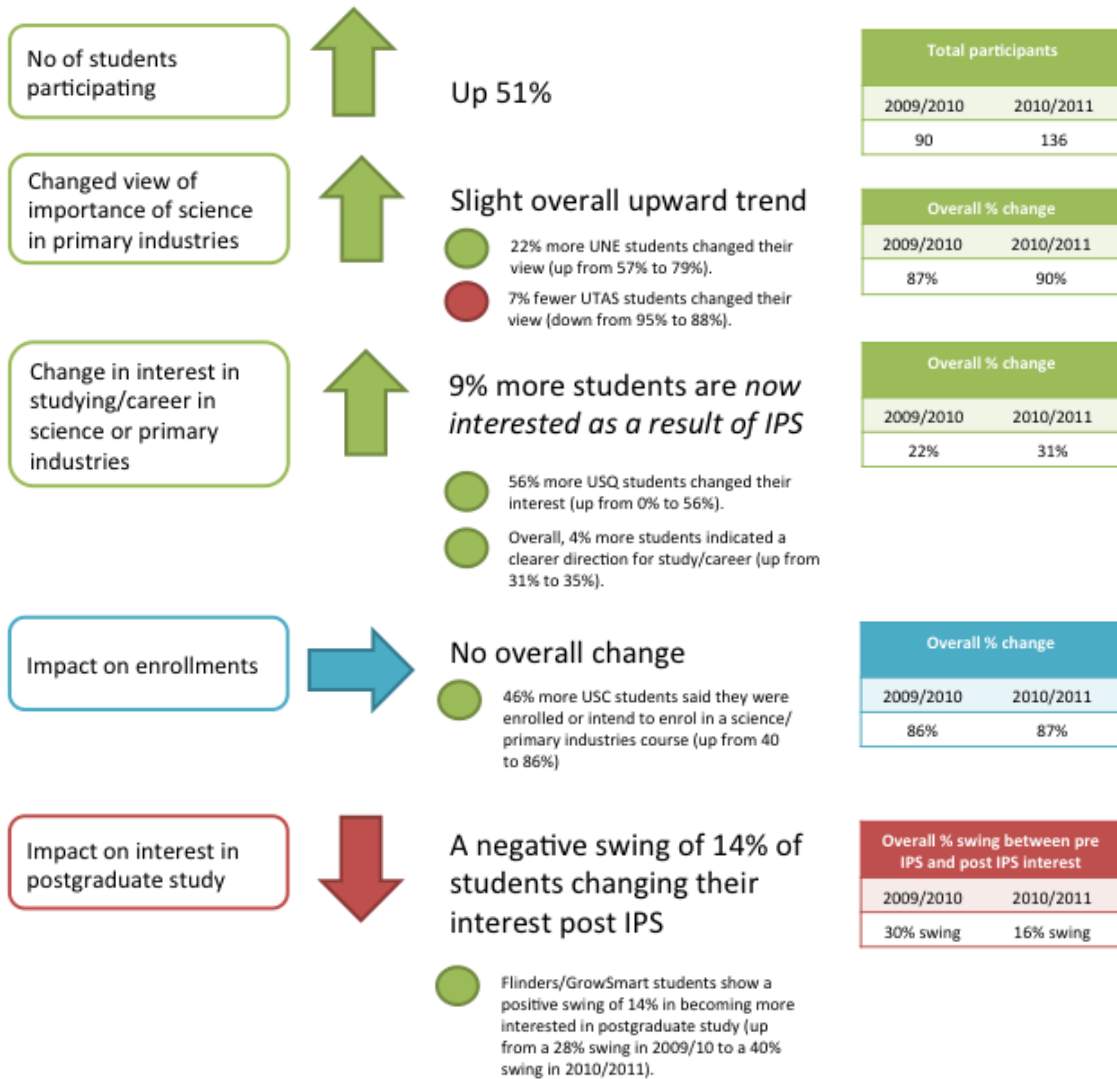 No of students
participating
Up 51%
Total participants
2009/2010 2010/2011
90 136
Changed view of
importance of science
in primary industries
Slight overall upward trend
22% more UNE students changed their
view (up from 57% to 79%).
7% fewer UTAS students changed their
view (down from 95% to 88%).
Overall % change
2009/2010 2010/2011
87% 90%
Change in interest in
studying/career in
science or primary
industries
9% more students are now
interested as a result of IPS
56% more USQ students changed their
interest (up from 0% to 56%).
Overall, 4% more students indicated a
clearer direction for study/career (up from
31% to 35%).
Overall % change
2009/2010 2010/2011
22% 31%
Impact on enrollments
No overall change
46% more USC students said they were
enrolled or intend to enrol in a science/
primary industries course (up from 40
to 86%)
Overall % change
2009/2010 2010/2011
86% 87%
Impact on interest in
postgraduate study
A negative swing of 14% of
students changing their
interest post IPS
Flinders/GrowSmart students show a
positive swing of 14% in becoming more
interested in postgraduate study (up
from a 28% swing in 2009/10 to a 40%
swing in 2010/2011).
Overall % swing between pre
IPS and post IPS interest
2009/2010 2010/2011
30% swing 16% swing